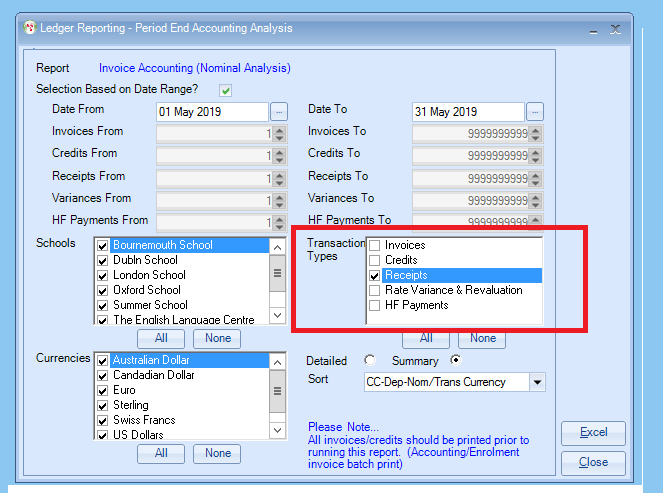 Ledger Reporting - Period End Accounting Analysis
Report Invoice Accounting (Nominal Analysis)
Selection Based on Date Range?
Date From 01 May 2019 ... Date To 31 May 2019 ...
Invoices From 1 Invoices To 9999999999
Credits From 1 Credits To 9999999999
Receipts From 1 Receipts To 9999999999
Variances From 1 Variances To 9999999999
HF Payments From 1 HF Payments To 9999999999
Schools
Bournemouth School
Dubln School
London School
Oxford School
Summer School
The English Language Centre
All None
Transaction
Types
Invoices
Credits
Receipts
Rate Variance & Revaluation
HF Payments
All None
Currencies
Australian Dollar
Candadian Dollar
Euro
Sterling
Swiss Francs
US Dollars
All None
Detailed Summary
Sort CC-Dep-Nom/Trans Currency
Please Note...
All invoices/credits should be printed prior to
running this report. (Accounting/Enrolment
invoice batch print)
Excel
Close